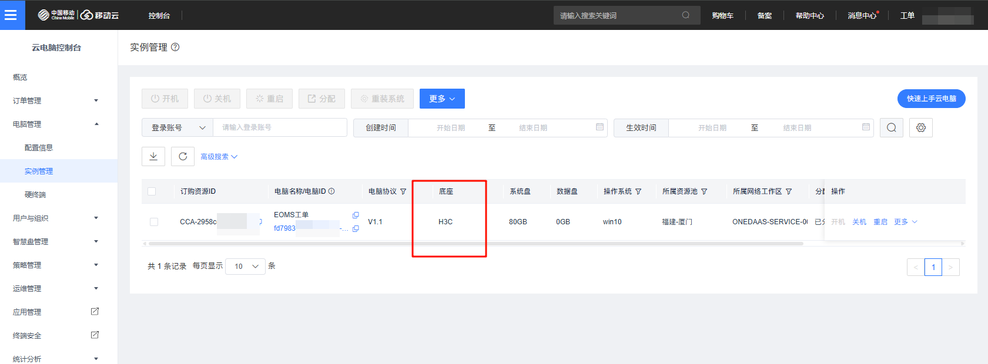 中国移动 China Mobile 移动云 控制台 请输入搜索关键词 购物车 备案 帮助中心 消息中心 工单
云电脑控制台 实例管理
概览
订单管理
电脑管理
配置信息
实例管理
硬终端
用户与组织
智慧盘管理
策略管理
运维管理
应用管理
终端安全
统计分析
开机 关机 重启 分配 重装系统 更多 快速上手云电脑
登录账号 请输入登录账号 创建时间 开始日期 至 结束日期 生效时间 开始日期 至 结束日期
高级搜索
订购资源ID 电脑名称/电脑ID 电脑协议 底座 系统盘 数据盘 操作系统 所属资源池 所属网络工作区 操作
CCA-2958c EOMS工单 V1.1 H3C 80GB 0GB win10 福建-厦门 ONEDAAS-SERVICE-0 开机 关机 重启 更多
fd7983 -...
共 1 条记录 每页显示 10 条 < 1 >